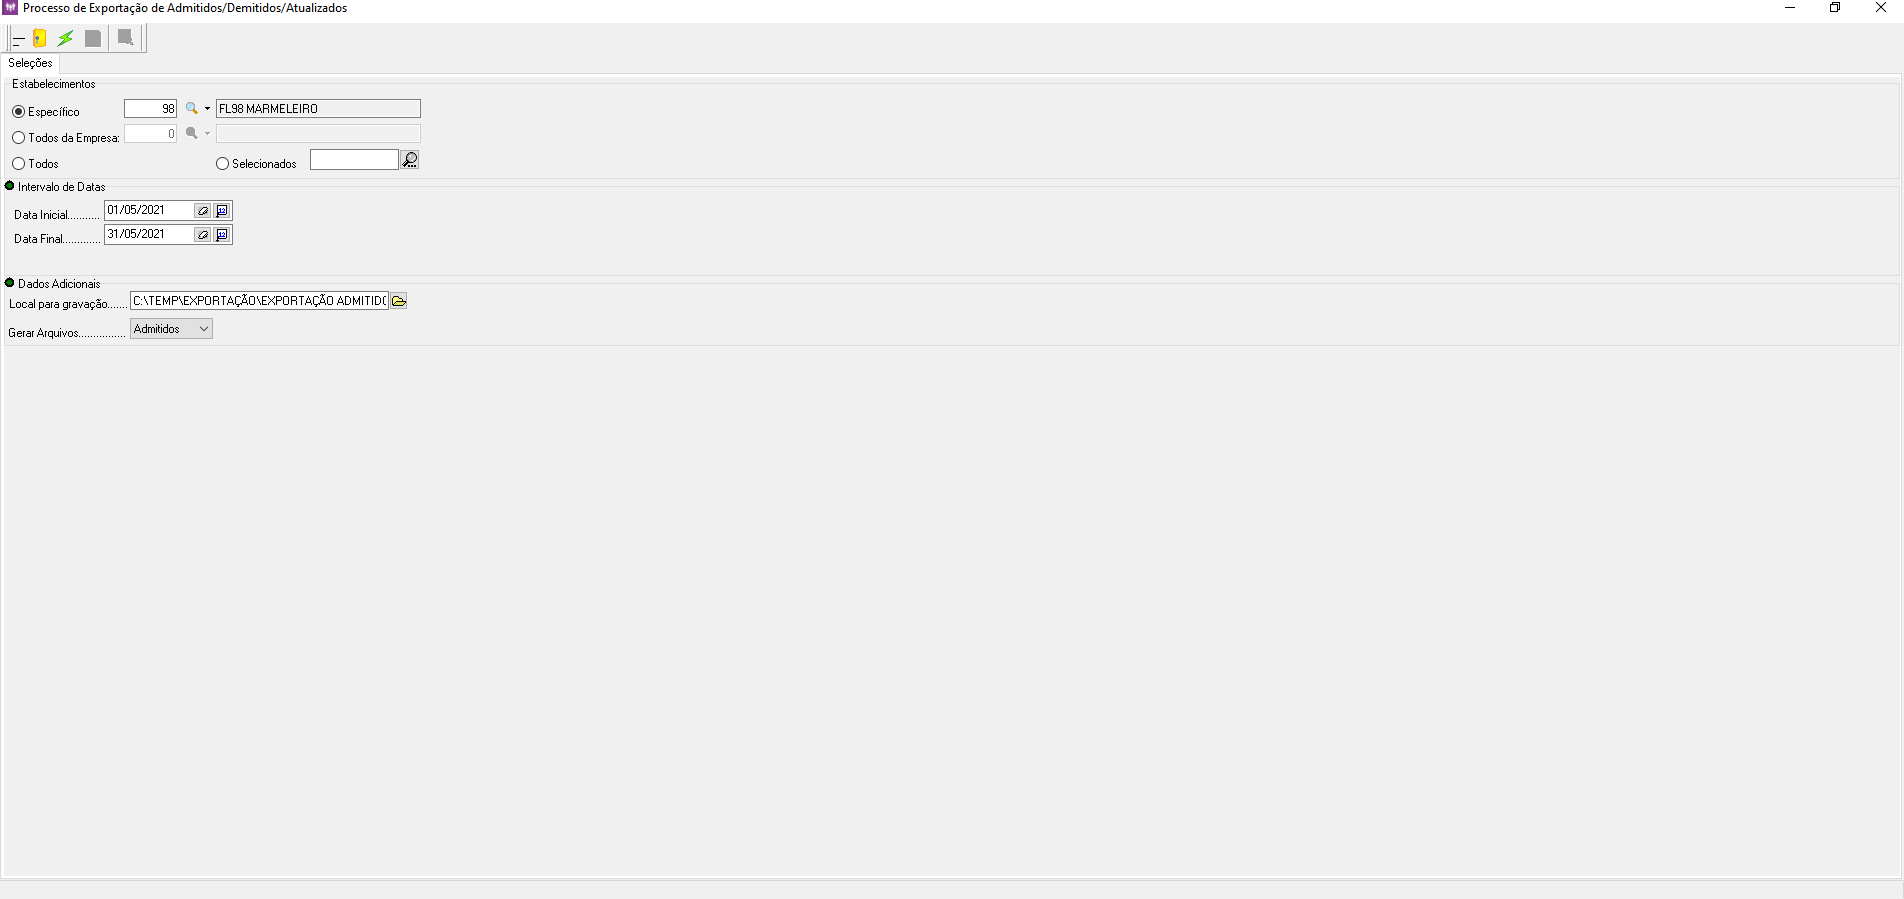 Processo de Exportação de Admitidos/Demitidos/Atualizados
Seleções
Estabelecimentos
Específico 98 FL98 MARMELEIRO
Todos da Empresa: 0
Todos Selecionados
Intervalo de Datas
Data Inicial........... 01/05/2021
Data Final............. 31/05/2021
Dados Adicionais
Local para gravação....... C:\TEMP\EXPORTAÇÃO\EXPORTAÇÃO ADMITIDO
Gerar Arquivos................ Admitidos